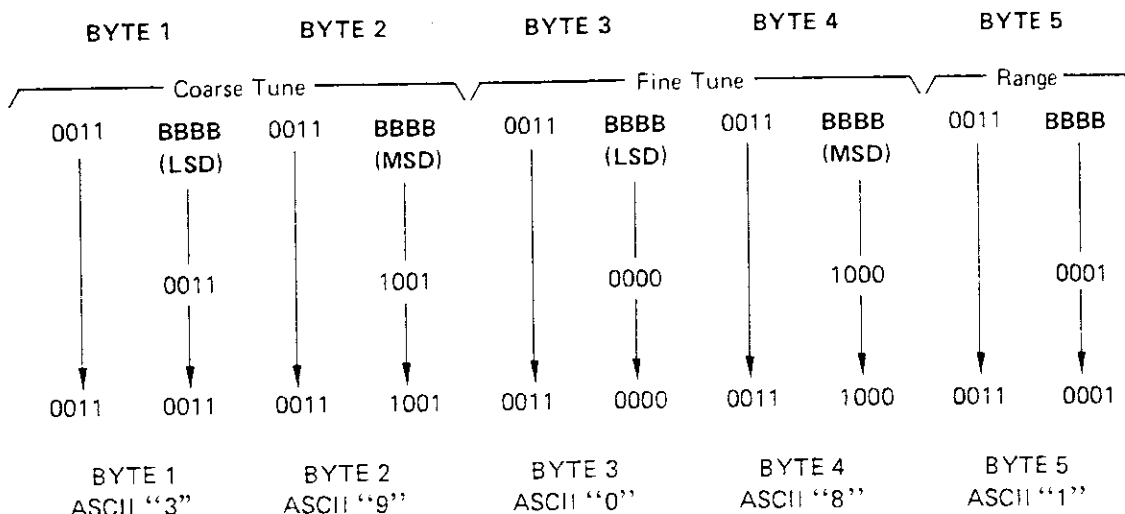 BYTE 1 BYTE 2 BYTE 3 BYTE 4 BYTE 5
Coarse Tune Fine Tune Range
0011 BBBB 0011 BBBB 0011 BBBB 0011 BBBB 0011 BBBB
(LSD) (MSD) (LSD) (MSD)
0011 1001 0000 1000 0001
0011 0011 0011 1001 0011 0000 0011 1000 0011 0001
BYTE 1 BYTE 2 BYTE 3 BYTE 4 BYTE 5
ASCII “3” ASCII “9” ASCII “0” ASCII “8” ASCII “1”